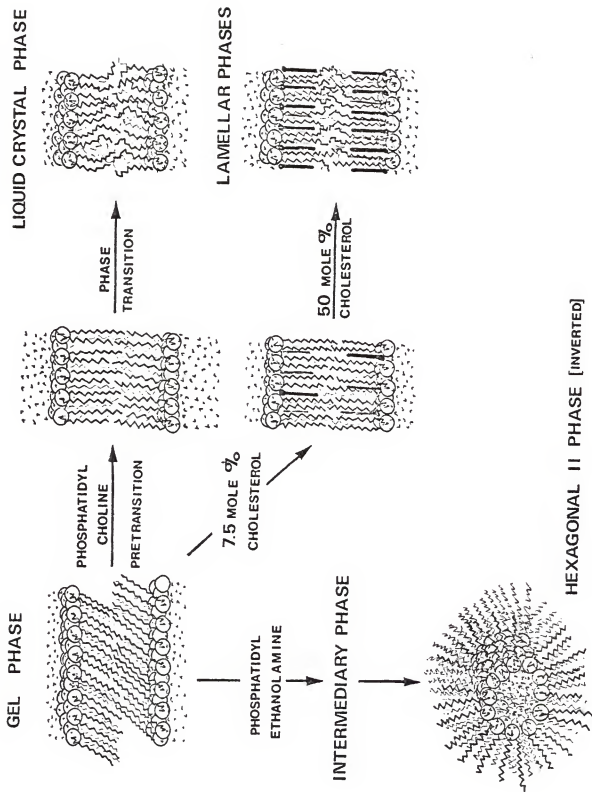 GEL PHASE
LIQUID CRYSTAL PHASE
PHOSPHATIDYL
CHOLINE
PRETRANSITION
PHASE
TRANSITION
7.5 MOLE %
CHOLESTEROL
50 MOLE %
CHOLESTEROL
LAMELLAR PHASES
PHOSPHATIDYL
ETHANOLAMINE
INTERMEDIARY PHASE
HEXAGONAL II PHASE [INVERTED]